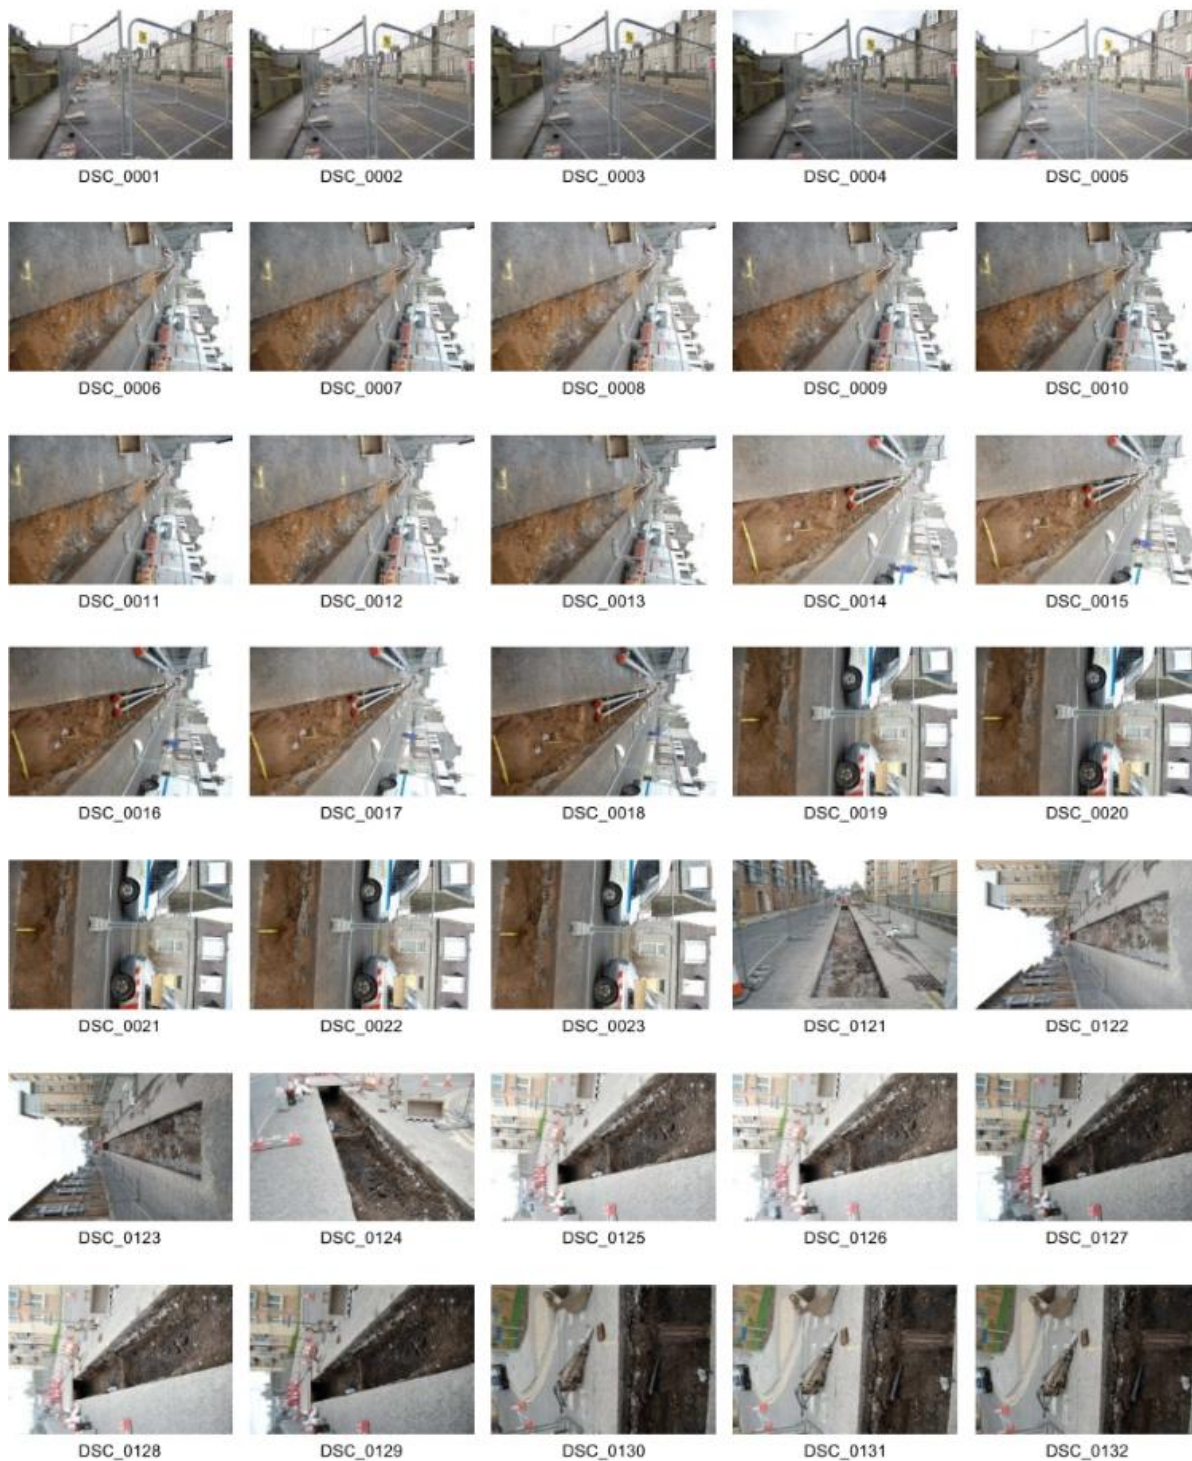 DSC_0001 DSC_0002 DSC_0003 DSC_0004 DSC_0005
DSC_0006 DSC_0007 DSC_0008 DSC_0009 DSC_0010
DSC_0011 DSC_0012 DSC_0013 DSC_0014 DSC_0015
DSC_0016 DSC_0017 DSC_0018 DSC_0019 DSC_0020
DSC_0021 DSC_0022 DSC_0023 DSC_0121 DSC_0122
DSC_0123 DSC_0124 DSC_0125 DSC_0126 DSC_0127
DSC_0128 DSC_0129 DSC_0130 DSC_0131 DSC_0132